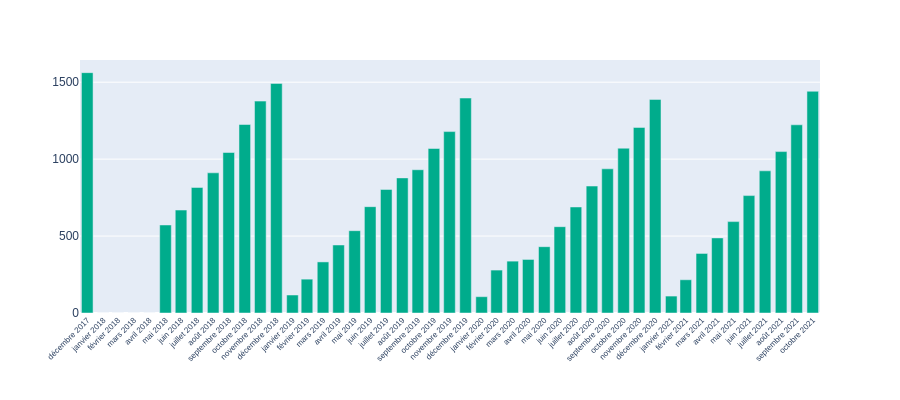 1500
1000
500
0
décembre 2017
janvier 2018
février 2018
mars 2018
avril 2018
mai 2018
juin 2018
juillet 2018
août 2018
septembre 2018
octobre 2018
novembre 2018
décembre 2018
janvier 2019
février 2019
mars 2019
avril 2019
mai 2019
juin 2019
juillet 2019
août 2019
septembre 2019
octobre 2019
novembre 2019
décembre 2019
janvier 2020
février 2020
mars 2020
avril 2020
mai 2020
juin 2020
juillet 2020
août 2020
septembre 2020
octobre 2020
novembre 2020
décembre 2020
janvier 2021
février 2021
mars 2021
avril 2021
mai 2021
juin 2021
juillet 2021
août 2021
septembre 2021
octobre 2021